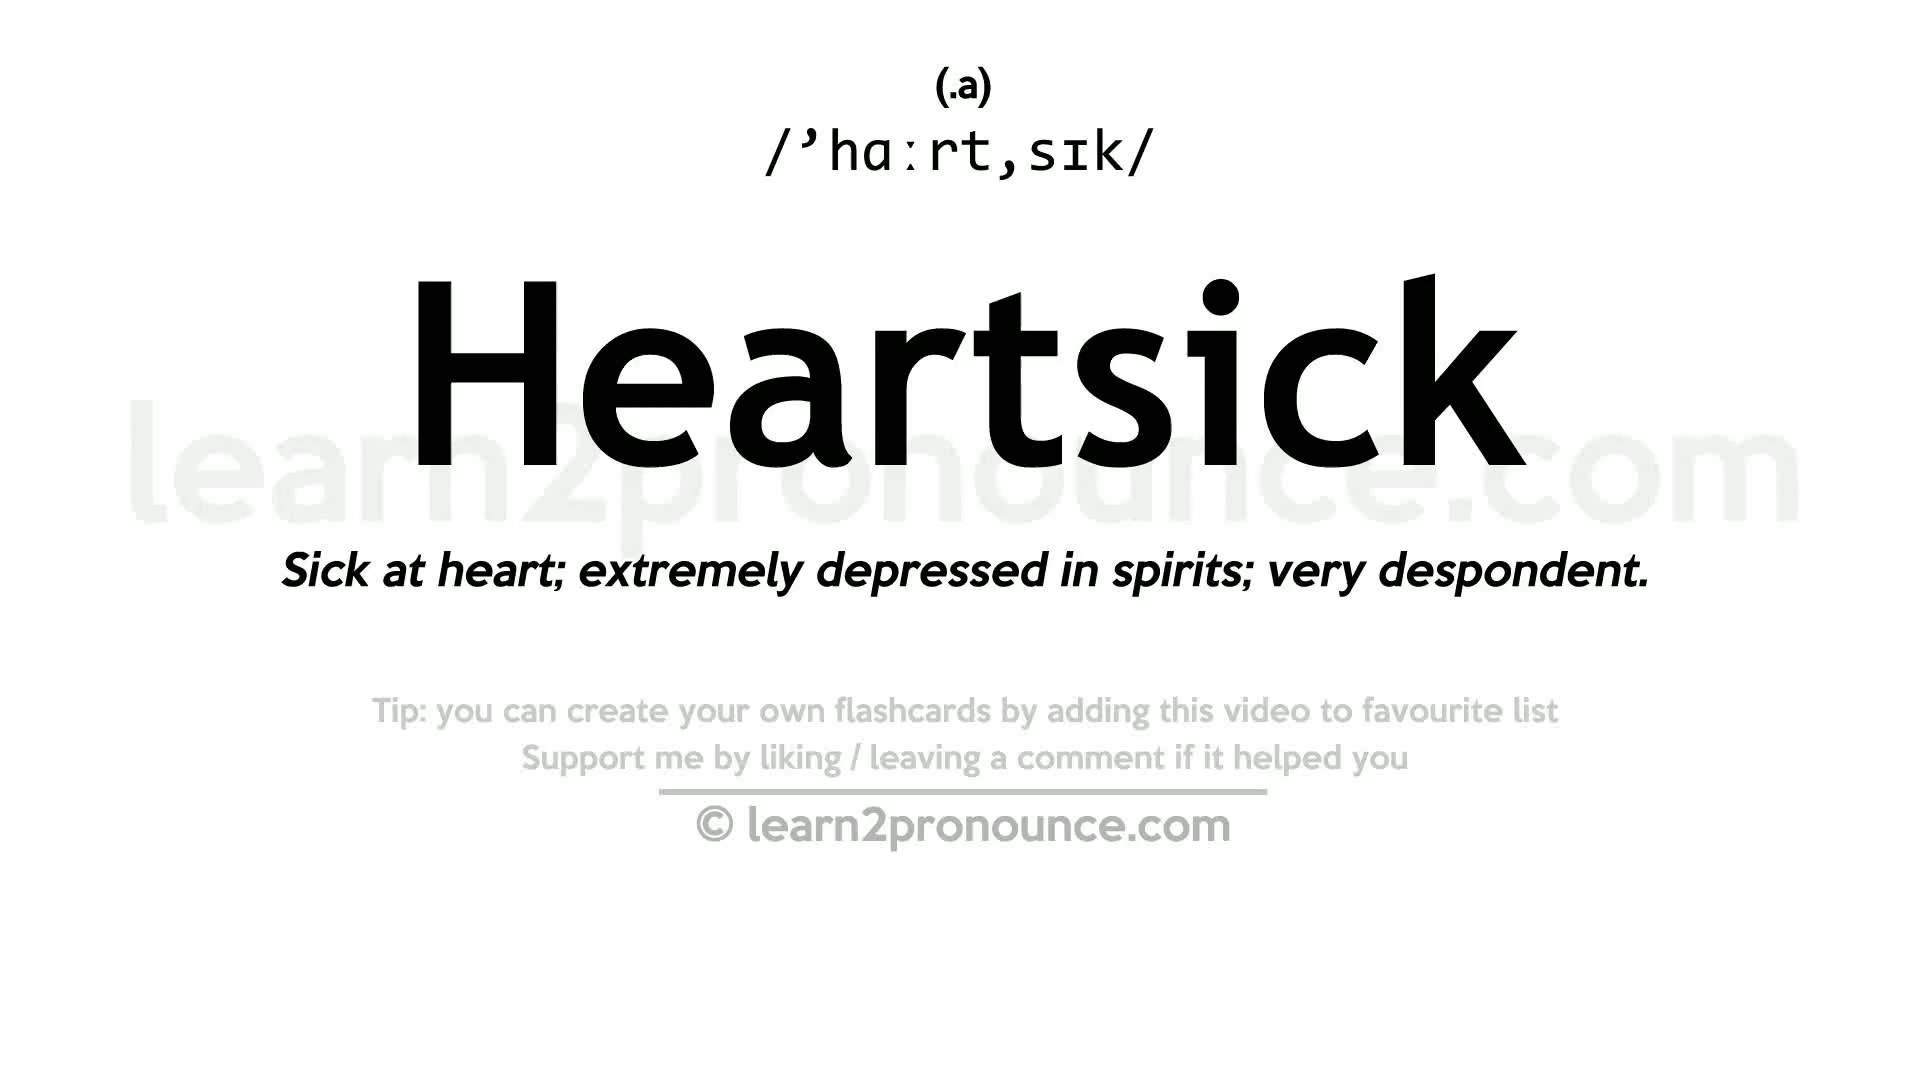 (.a)
/’hɑːrt,sɪk/
Heartsick
learn2pronounce.com
Sick at heart; extremely depressed in spirits; very despondent.
Tip: you can create your own flashcards by adding this video to favourite list
Support me by liking / leaving a comment if it helped you
© learn2pronounce.com